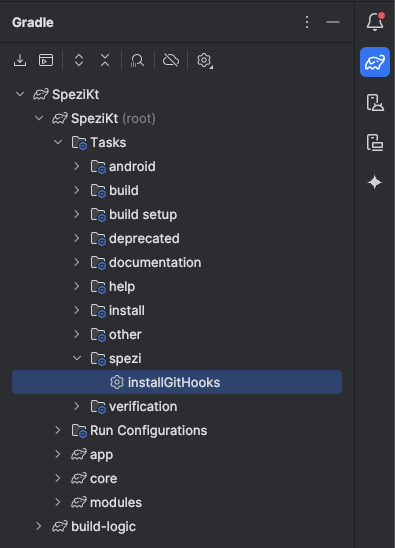 Gradle
SpeziKt
SpeziKt (root)
Tasks
android
build
build setup
deprecated
documentation
help
install
other
spezi
installGitHooks
verification
Run Configurations
app
core
modules
build-logic